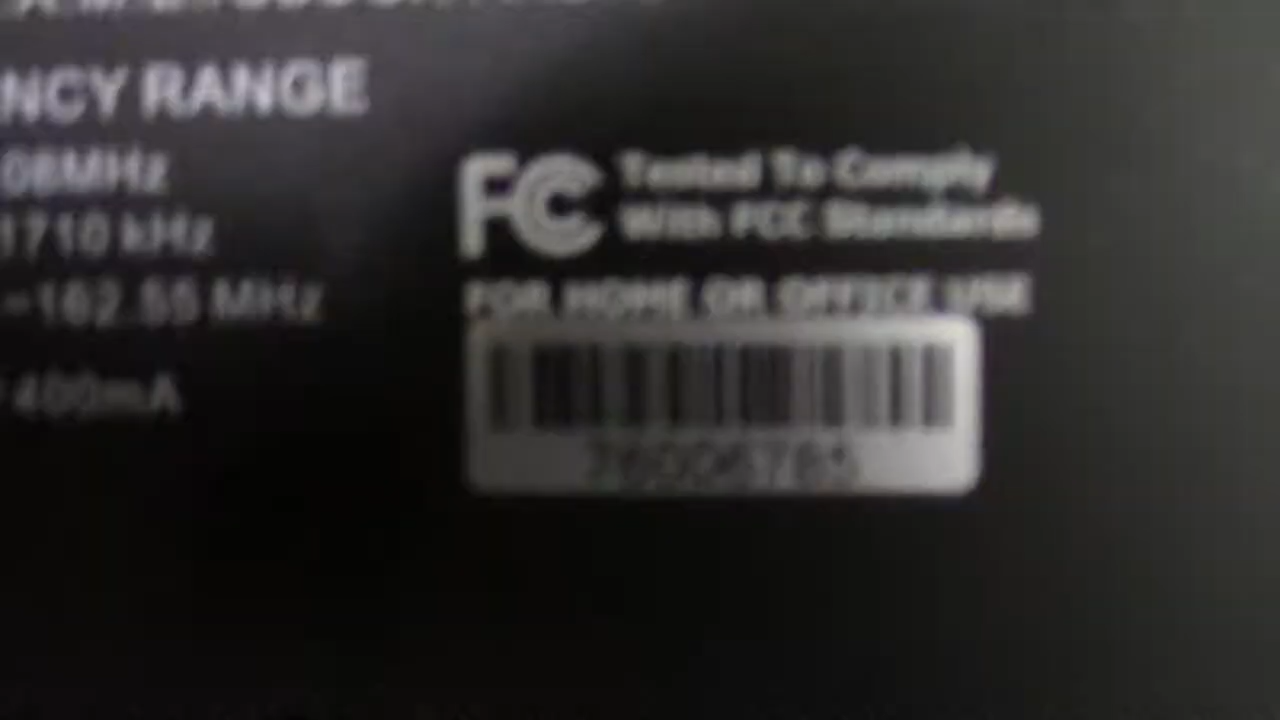 NCY RANGE
08MHz
1710 kHz
-162.55 MHz
400mA
FC Tested To Comply
With FCC Standards
FOR HOME OR OFFICE USE